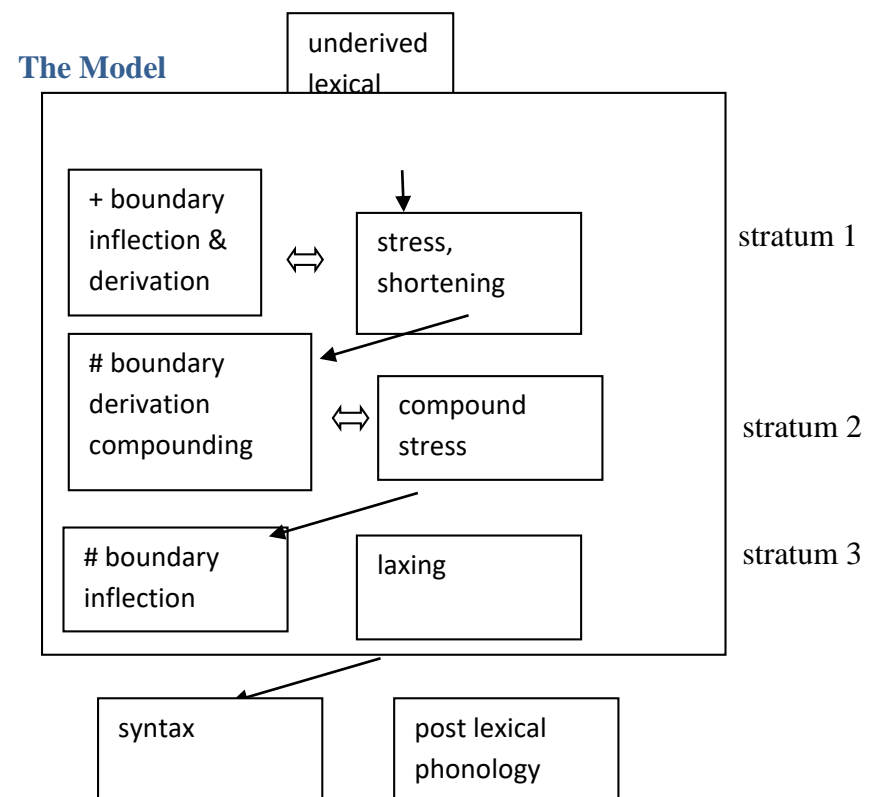 The Model
underived
lexical
+ boundary
inflection &
derivation
stress,
shortening
stratum 1
# boundary
derivation
compounding
compound
stress
stratum 2
# boundary
inflection
laxing
stratum 3
syntax
post lexical
phonology